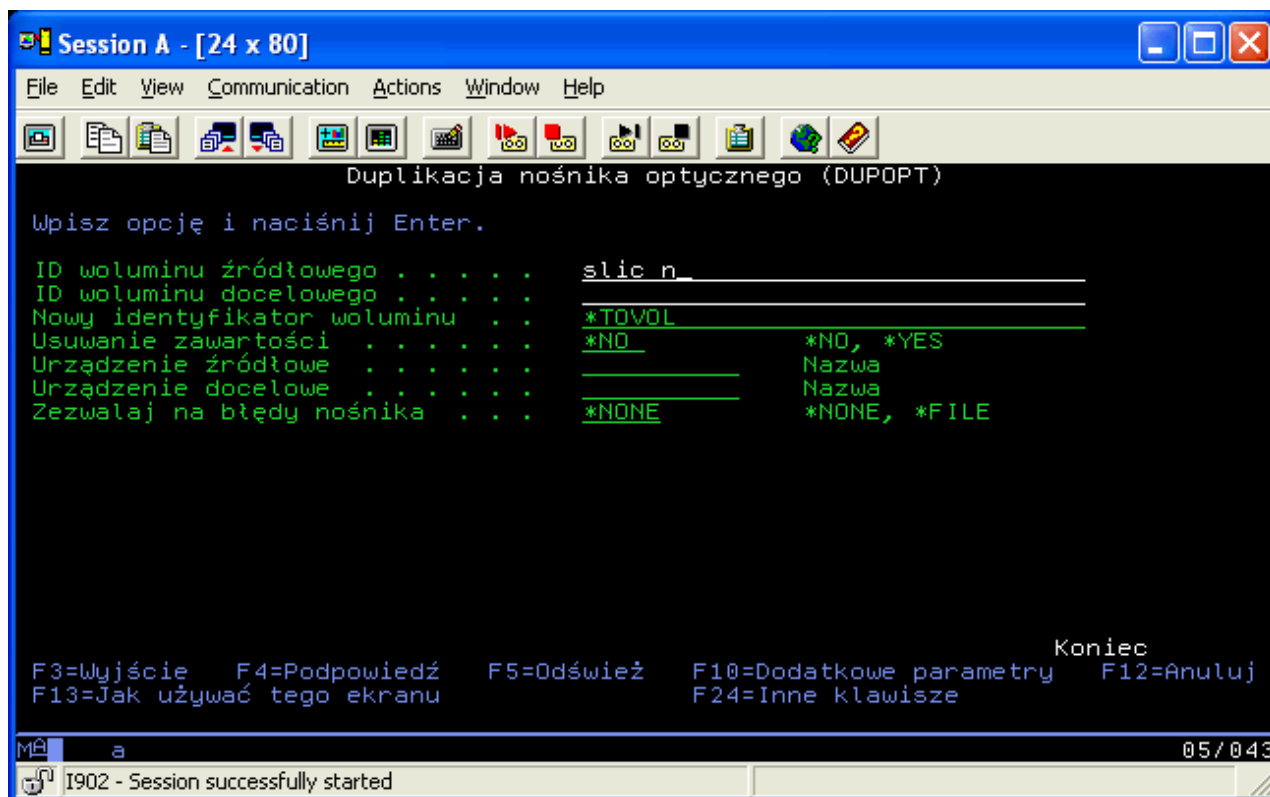 Session A - [24 x 80]
File Edit View Communication Actions Window Help
Duplikacja nośnika optycznego (DUPOPT)
Wpisz opcję i naciśnij Enter.
ID woluminu źródłowego . . . . . slic n_
ID woluminu docelowego . . . . .
Nowy identyfikator woluminu . . *TOVOL
Usuwanie zawartości . . . . . . *NO *NO, *YES
Urządzenie źródłowe . . . . . . Nazwa
Urządzenie docelowe . . . . . . Nazwa
Zezwalaj na błędy nośnika . . . *NONE *NONE, *FILE
Koniec
F3=Wyjście F4=Podpowiedź F5=Odśwież F10=Dodatkowe parametry F12=Anuluj
F13=Jak używać tego ekranu F24=Inne klawisze
MA a 05/043
I902 - Session successfully started